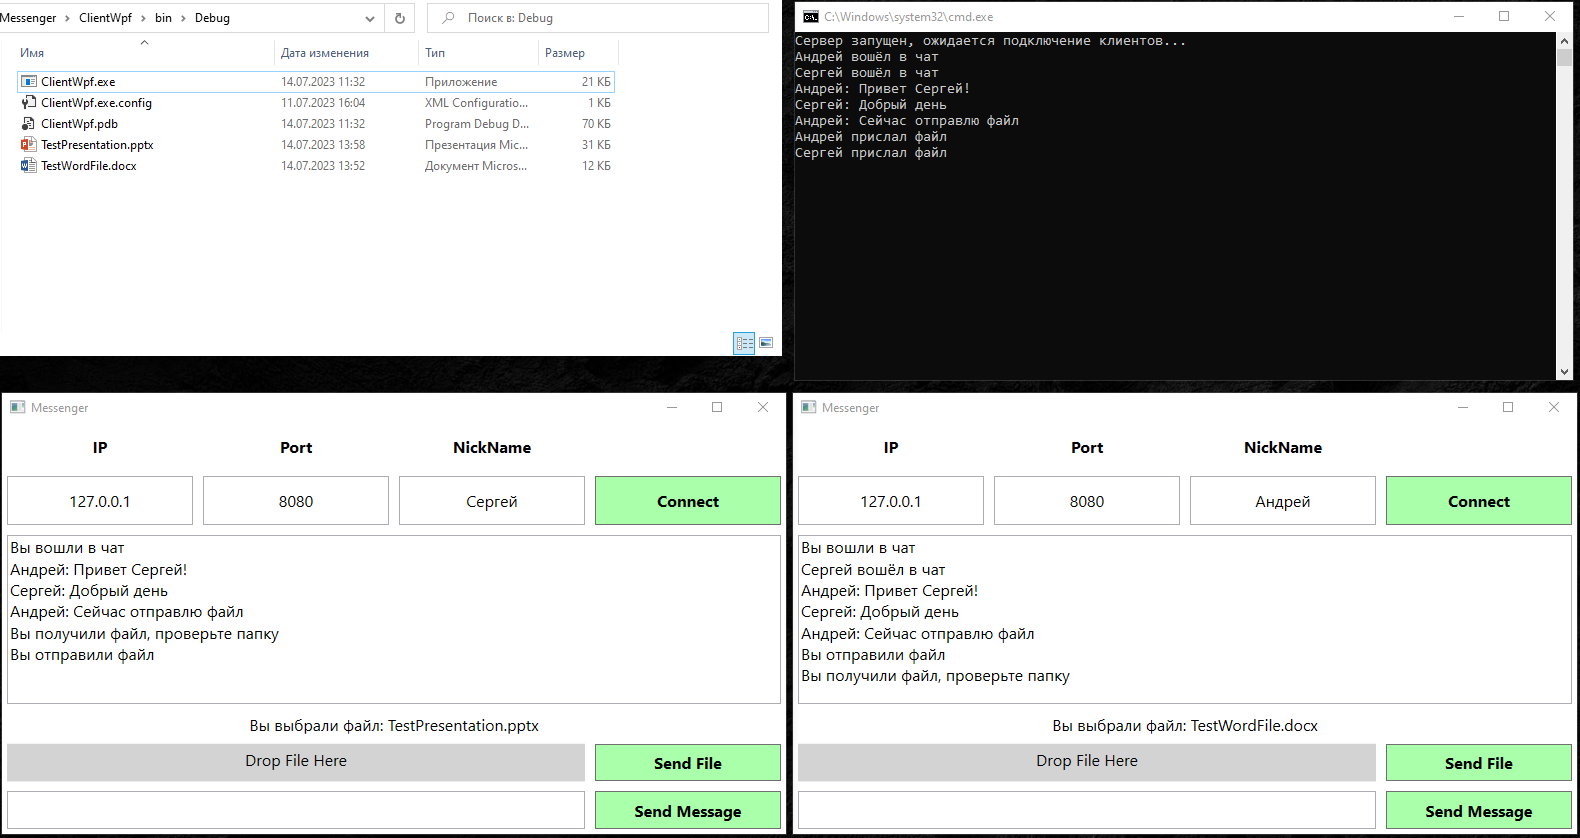 Messenger > ClientWpf > bin > Debug
Поиск в: Debug
Имя Дата изменения Тип Размер
ClientWpf.exe 14.07.2023 11:32 Приложение 21 КБ
ClientWpf.exe.config 11.07.2023 16:04 XML Configuratio... 1 КБ
ClientWpf.pdb 14.07.2023 11:32 Program Debug D... 70 КБ
TestPresentation.pptx 14.07.2023 13:58 Презентация Mic... 31 КБ
TestWordFile.docx 14.07.2023 13:52 Документ Micros... 12 КБ
C:\Windows\system32\cmd.exe
Сервер запущен, ожидается подключение клиентов...
Андрей вошёл в чат
Сергей вошёл в чат
Андрей: Привет Сергей!
Сергей: Добрый день
Андрей: Сейчас отправлю файл
Андрей прислал файл
Сергей прислал файл
Messenger
IP Port NickName
127.0.0.1 8080 Сергей Connect
Вы вошли в чат
Андрей: Привет Сергей!
Сергей: Добрый день
Андрей: Сейчас отправлю файл
Вы получили файл, проверьте папку
Вы отправили файл
Вы выбрали файл: TestPresentation.pptx
Drop File Here Send File
Send Message
Messenger
IP Port NickName
127.0.0.1 8080 Андрей Connect
Вы вошли в чат
Сергей вошёл в чат
Андрей: Привет Сергей!
Сергей: Добрый день
Андрей: Сейчас отправлю файл
Вы отправили файл
Вы получили файл, проверьте папку
Вы выбрали файл: TestWordFile.docx
Drop File Here Send File
Send Message